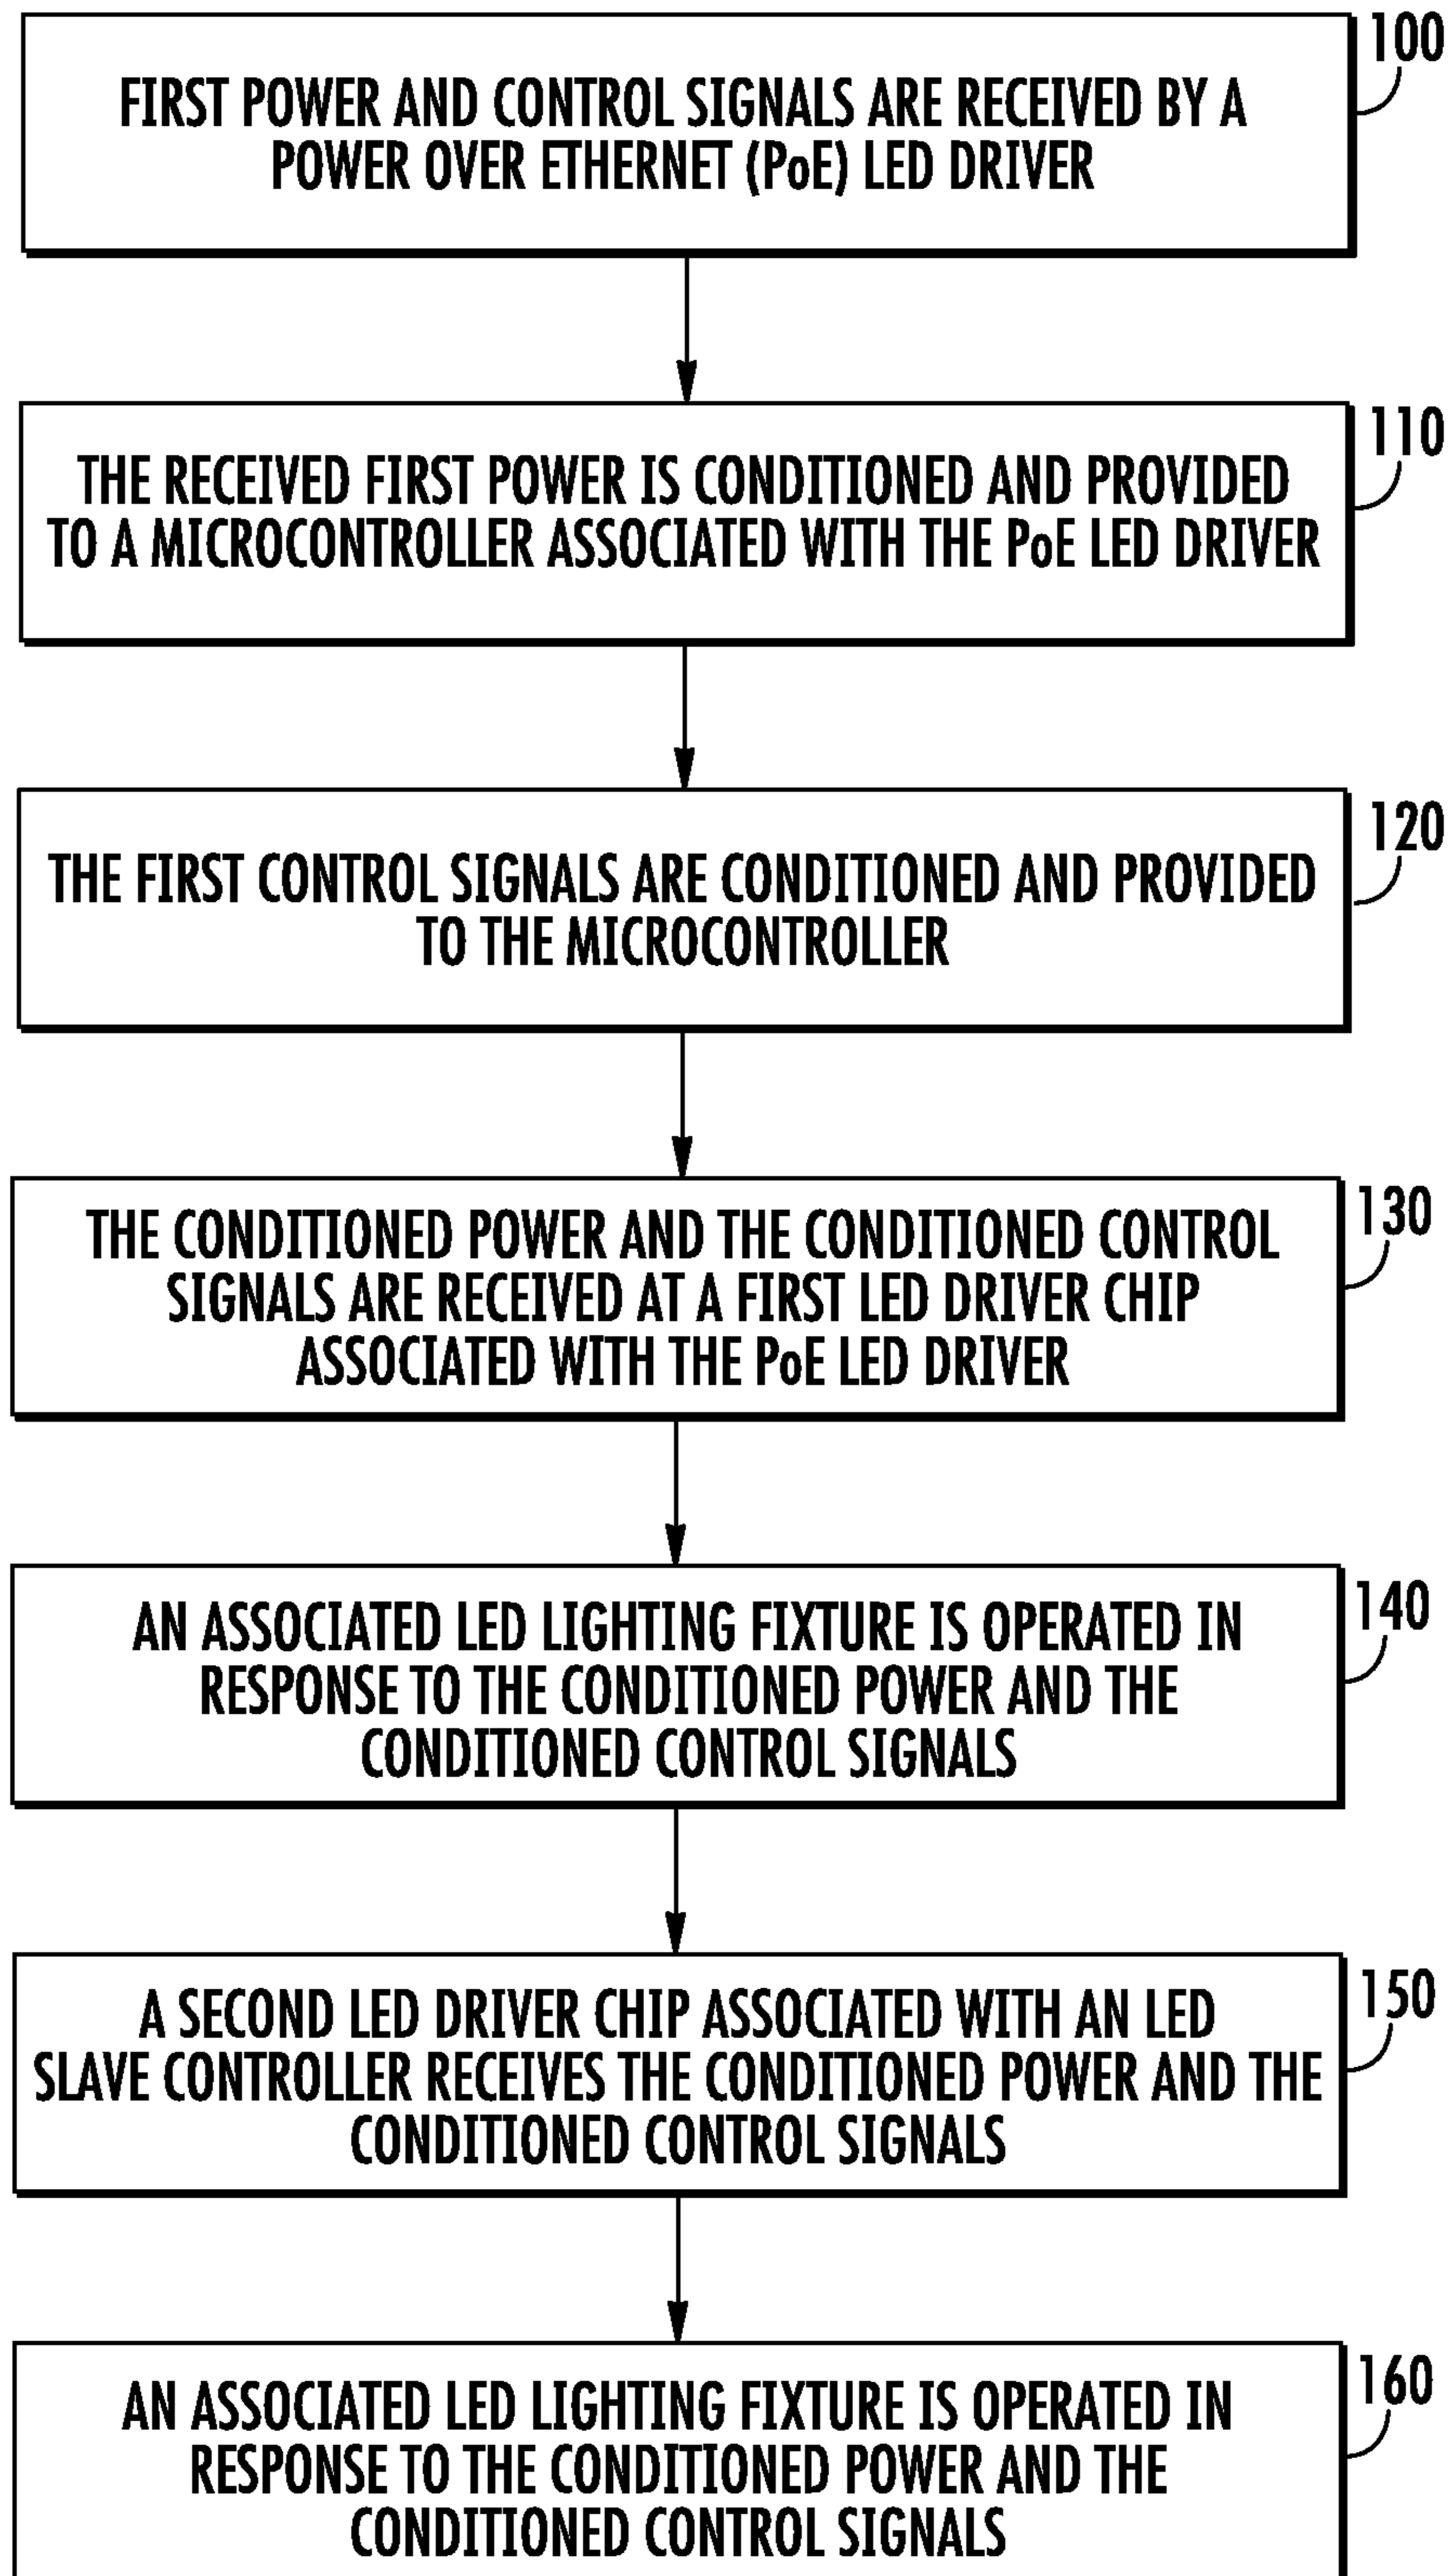 100
FIRST POWER AND CONTROL SIGNALS ARE RECEIVED BY A
POWER OVER ETHERNET (PoE) LED DRIVER
110
THE RECEIVED FIRST POWER IS CONDITIONED AND PROVIDED
TO A MICROCONTROLLER ASSOCIATED WITH THE PoE LED DRIVER
120
THE FIRST CONTROL SIGNALS ARE CONDITIONED AND PROVIDED
TO THE MICROCONTROLLER
130
THE CONDITIONED POWER AND THE CONDITIONED CONTROL
SIGNALS ARE RECEIVED AT A FIRST LED DRIVER CHIP
ASSOCIATED WITH THE PoE LED DRIVER
140
AN ASSOCIATED LED LIGHTING FIXTURE IS OPERATED IN
RESPONSE TO THE CONDITIONED POWER AND THE
CONDITIONED CONTROL SIGNALS
150
A SECOND LED DRIVER CHIP ASSOCIATED WITH AN LED
SLAVE CONTROLLER RECEIVES THE CONDITIONED POWER AND THE
CONDITIONED CONTROL SIGNALS
160
AN ASSOCIATED LED LIGHTING FIXTURE IS OPERATED IN
RESPONSE TO THE CONDITIONED POWER AND THE
CONDITIONED CONTROL SIGNALS